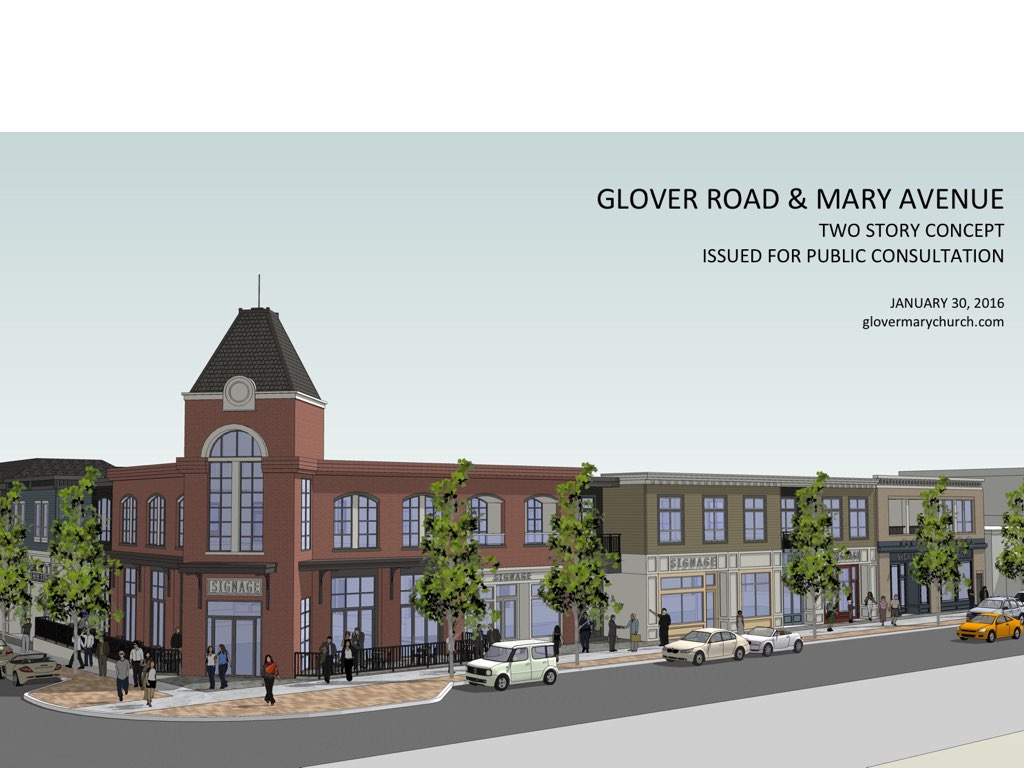 GLOVER ROAD & MARY AVENUE
TWO STORY CONCEPT
ISSUED FOR PUBLIC CONSULTATION
JANUARY 30, 2016
glovermarychurch.com
SIGNAGE
SIGNAGE
SIGNAGE